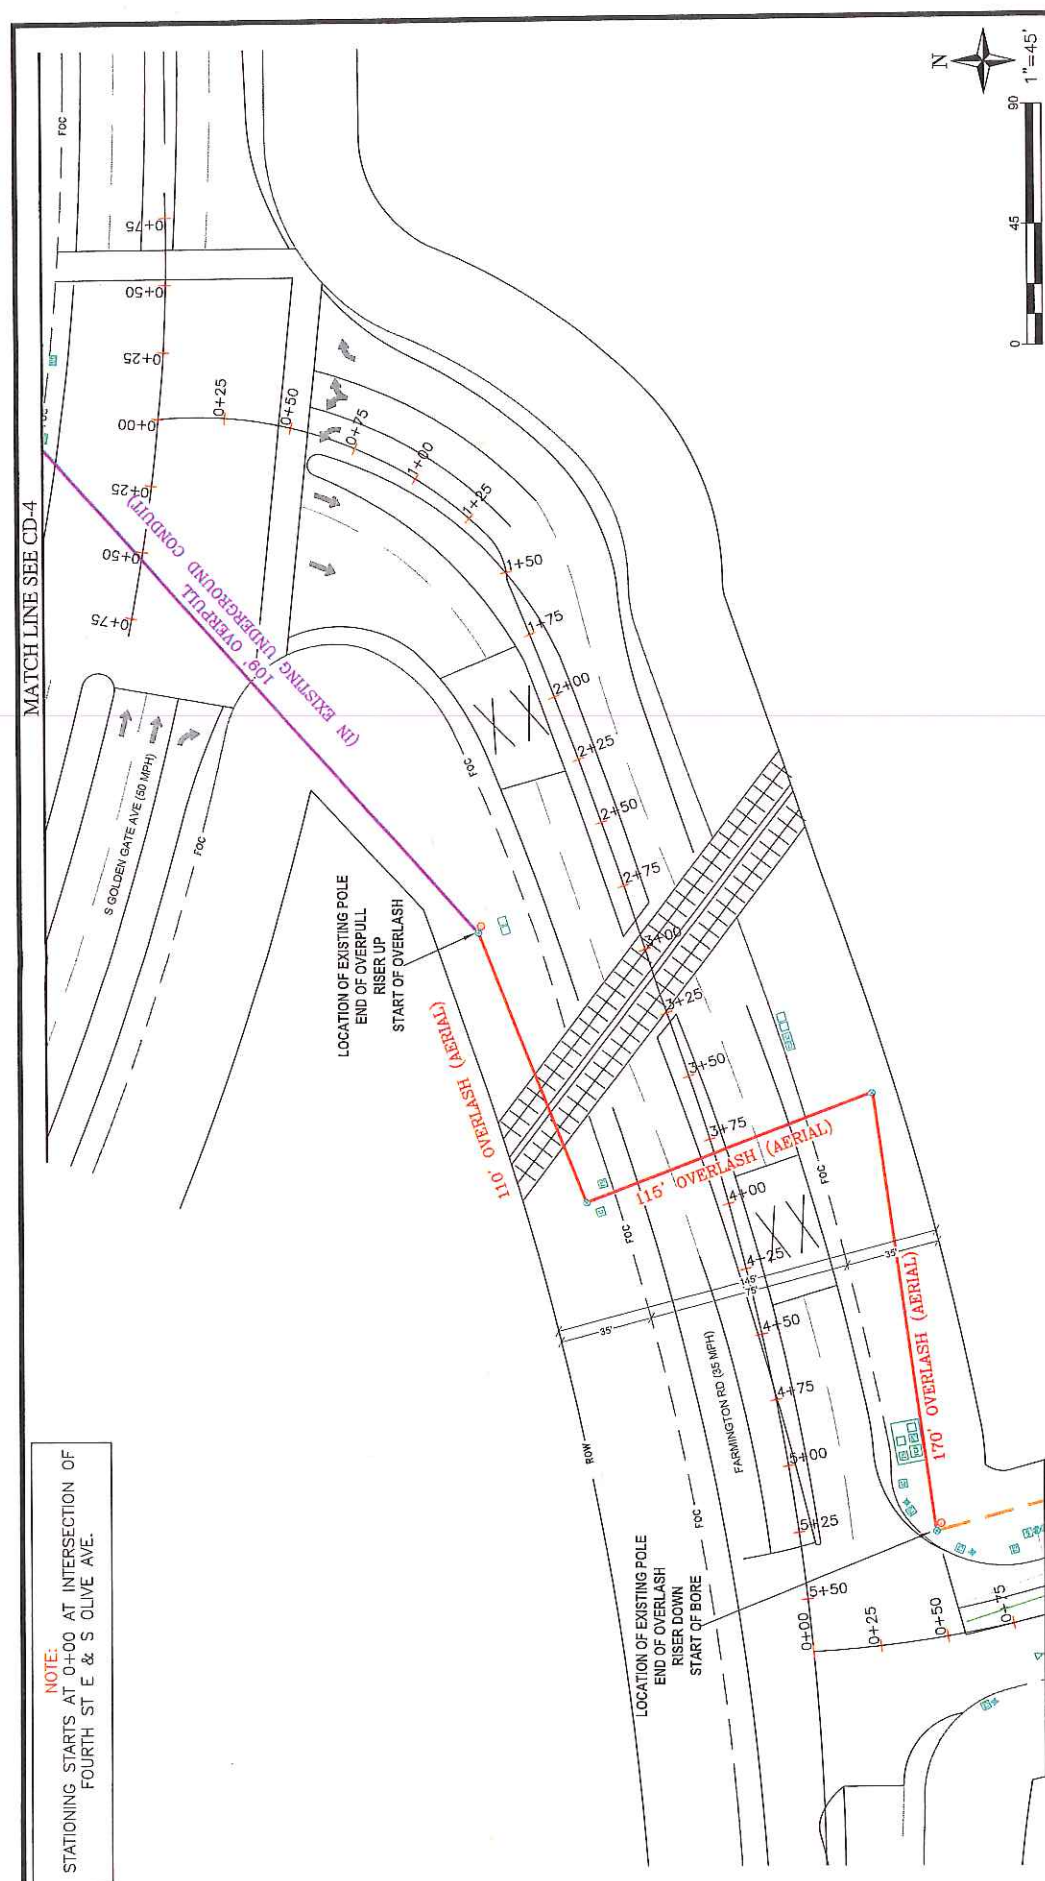 MATCH LINE SEE CD-4
N
1"=45'
0
45
90
FOC
0+75
0+50
0+25
0+00
0+25
0+50
0+75
0+25
0+50
0+75
1+00
1+25
1+50
1+75
2+00
2+25
2+50
2+75
3+00
3+25
3+50
3+75
4+00
4+25
4+50
4+75
5+00
5+25
5+50
109' OVERPULL
(IN EXISTING UNDERGROUND CONDUIT)
S GOLDEN GATE AVE (50 MPH)
FOC
FOC
LOCATION OF EXISTING POLE
END OF OVERPULL
RISER UP
START OF OVERLASH
110' OVERLASH (AERIAL)
115' OVERLASH (AERIAL)
170' OVERLASH (AERIAL)
FOC
FOC
35'
145'
75'
35'
ROW
FARMINGTON RD (35 MPH)
FOC
LOCATION OF EXISTING POLE
END OF OVERLASH
RISER DOWN
START OF BORE
0+00
0+25
0+50
0+75
NOTE:
STATIONING STARTS AT 0+00 AT INTERSECTION OF
FOURTH ST E & S OLIVE AVE.